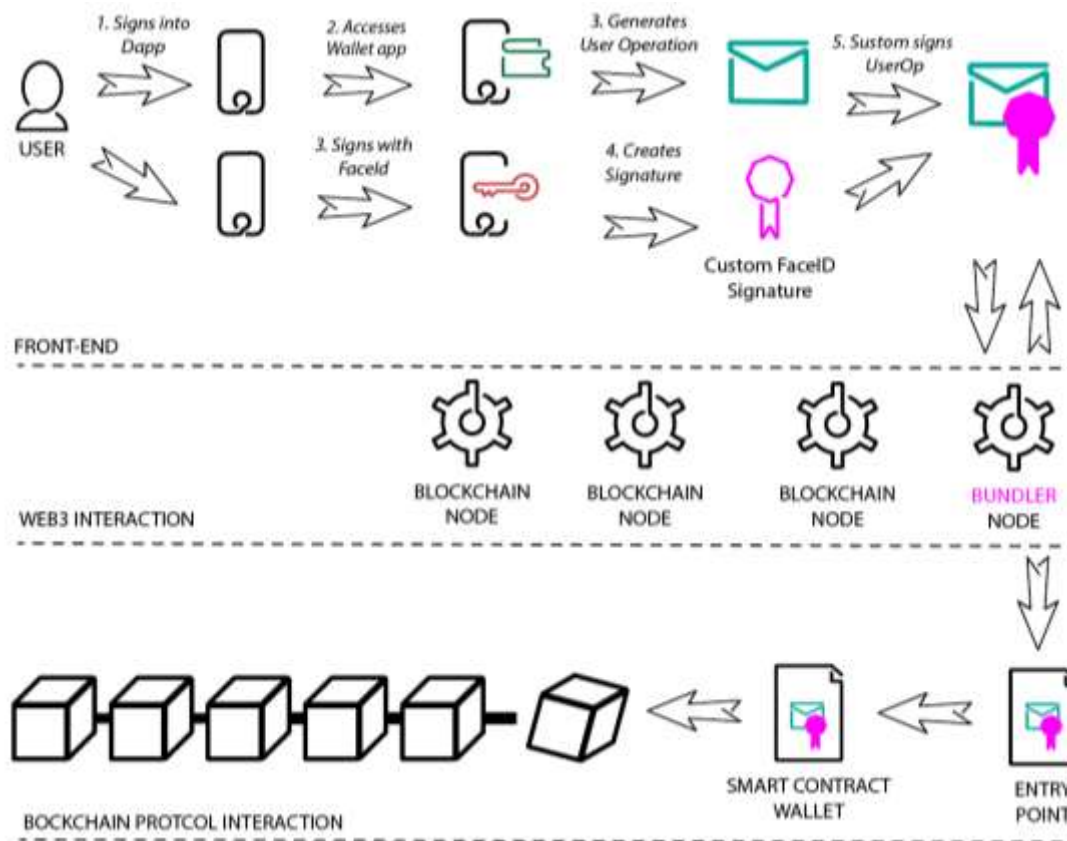 1. Signs into
Dapp
2. Accesses
Wallet app
3. Generates
User Operation
5. Sustom signs
UserOp
USER
3. Signs with
FaceId
4. Creates
Signature
Custom FaceID
Signature
FRONT-END
BLOCKCHAIN
NODE
BLOCKCHAIN
NODE
BLOCKCHAIN
NODE
BUNDLER
NODE
WEB3 INTERACTION
SMART CONTRACT
WALLET
ENTRY
POINT
BOCKCHAIN PROTCOL INTERACTION